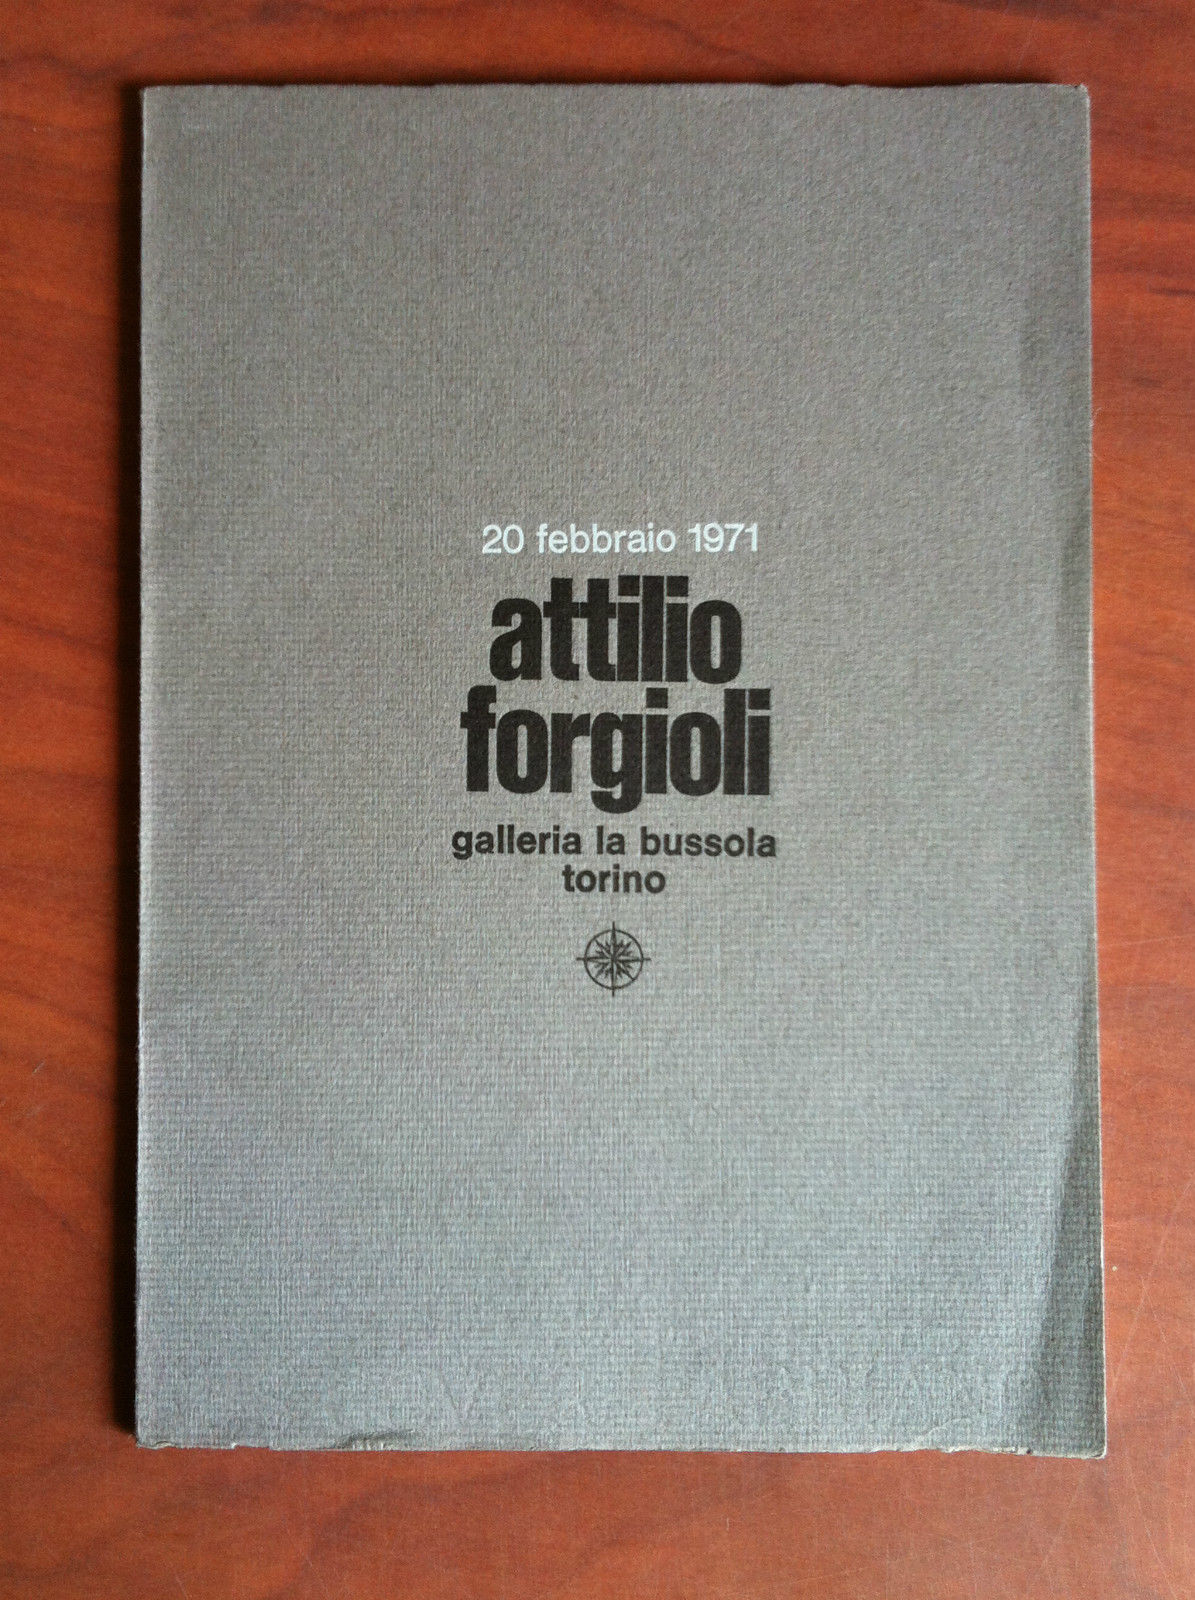 20 febbraio 1971
attilio
forgioli
galleria la bussola
torino